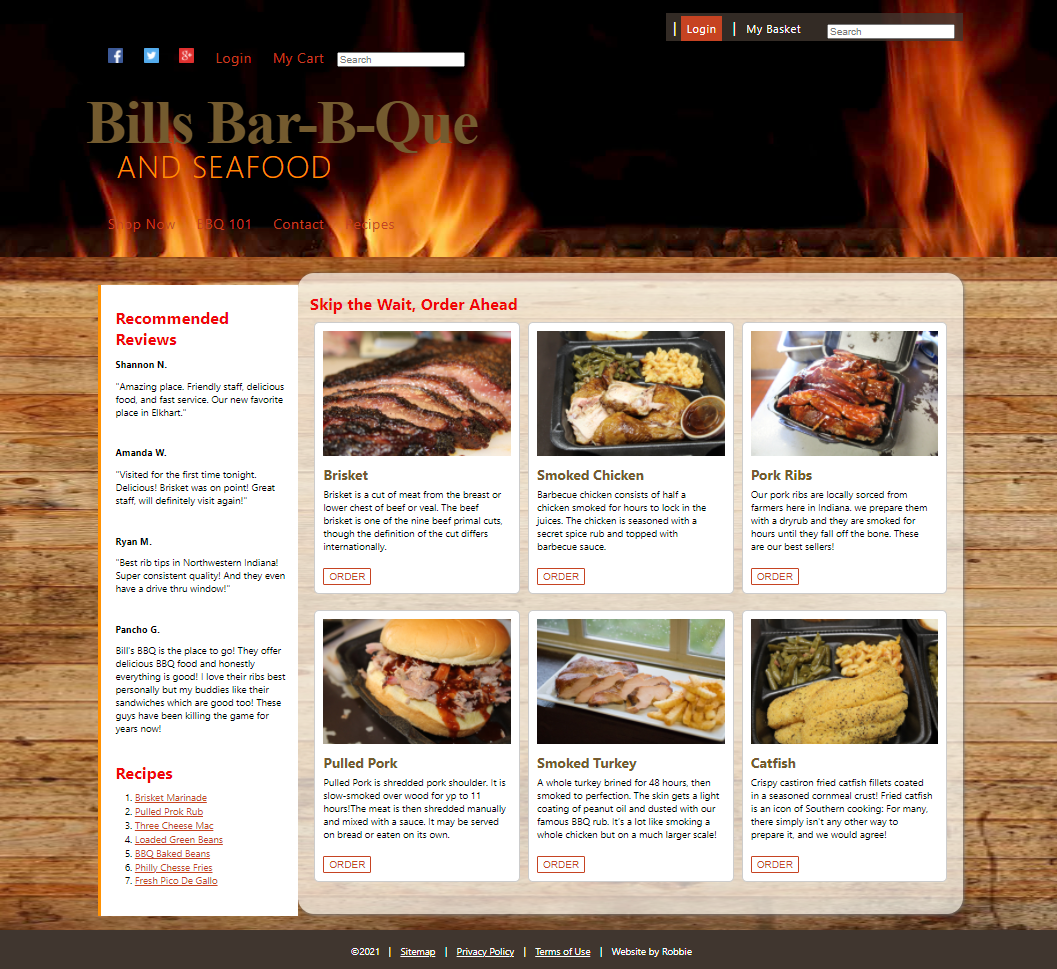 | Login | My Basket Search
Login My Cart Search
Bills Bar-B-Que
AND SEAFOOD
Shop Now BBQ 101 Contact Recipes
Recommended
Reviews
Shannon N.
"Amazing place. Friendly staff, delicious
food, and fast service. Our new favorite
place in Elkhart."
Amanda W.
"Visited for the first time tonight.
Delicious! Brisket was on point! Great
staff, will definitely visit again!"
Ryan M.
"Best rib tips in Northwestern Indiana!
Super consistent quality! And they even
have a drive thru window!"
Pancho G.
Bill's BBQ is the place to go! They offer
delicious BBQ food and honestly
everything is good! I love their ribs best
personally but my buddies like their
sandwiches which are good too! These
guys have been killing the game for
years now!
Recipes
1. Brisket Marinade
2. Pulled Prok Rub
3. Three Cheese Mac
4. Loaded Green Beans
5. BBQ Baked Beans
6. Philly Chesse Fries
7. Fresh Pico De Gallo
Skip the Wait, Order Ahead
Brisket
Brisket is a cut of meat from the breast or
lower chest of beef or veal. The beef
brisket is one of the nine beef primal cuts,
though the definition of the cut differs
internationally.
ORDER
Smoked Chicken
Barbecue chicken consists of half a
chicken smoked for hours to lock in the
juices. The chicken is seasoned with a
secret spice rub and topped with
barbecue sauce.
ORDER
Pork Ribs
Our pork ribs are locally sorced from
farmers here in Indiana. we prepare them
with a dryrub and they are smoked for
hours until they fall off the bone. These
are our best sellers!
ORDER
Pulled Pork
Pulled Pork is shredded pork shoulder. It is
slow-smoked over wood for yp to 11
hours!The meat is then shredded manually
and mixed with a sauce. It may be served
on bread or eaten on its own.
ORDER
Smoked Turkey
A whole turkey brined for 48 hours, then
smoked to perfection. The skin gets a light
coating of peanut oil and dusted with our
famous BBQ rub. It's a lot like smoking a
whole chicken but on a much larger scale!
ORDER
Catfish
Crispy castiron fried catfish fillets coated
in a seasoned cornmeal crust! Fried catfish
is an icon of Southern cooking: For many,
there simply isn't any other way to
prepare it, and we would agree!
ORDER
©2021 | Sitemap | Privacy Policy | Terms of Use | Website by Robbie